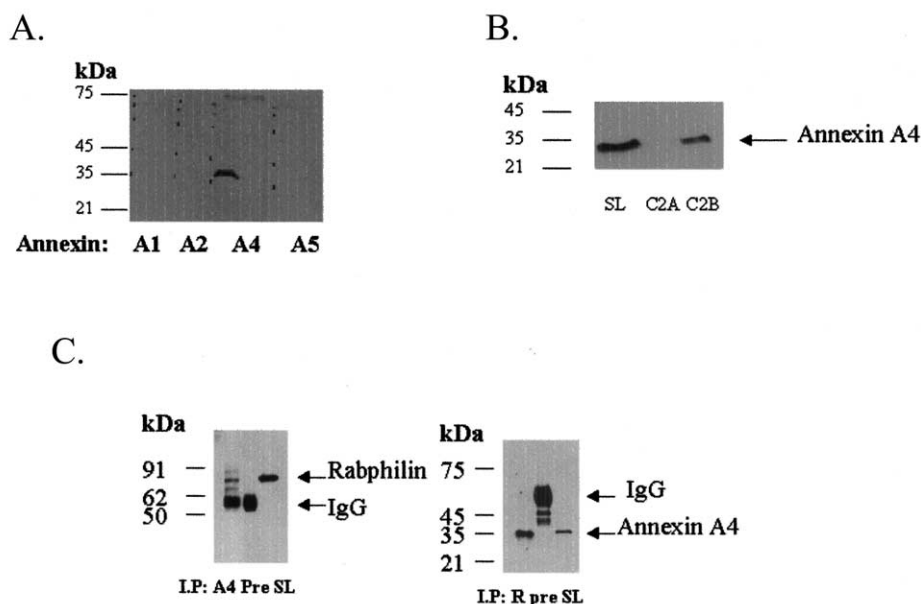 A.
kDa
75
45
35
21
Annexin: A1 A2 A4 A5
B.
kDa
45
35
21
Annexin A4
SL C2A C2B
C.
kDa
91
62
50
Rabphilin
IgG
I.P: A4 Pre SL
kDa
75
45
35
21
IgG
Annexin A4
I.P: R pre SL